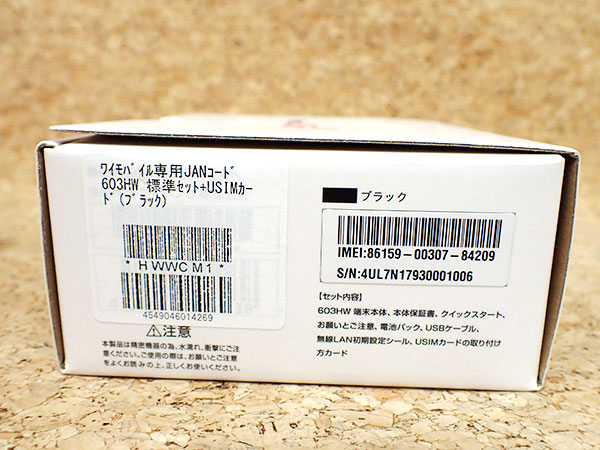 ワイモバイル専用JANコード
603HW 標準セット+USIMカー
ド(ブラック)
* H WWC M 1 *
4549046014269
⚠注意
本製品は精密機器の為、水濡れ、衝撃にご注
意ください。ご使用の際は、お願いとご注意
をよくお読みの上、正しくお使いください。
ブラック
IMEI:86159-00307-84209
S/N:4UL7N17930001006
【セット内容】
603HW 端末本体、本体保証書、クイックスタート、
お願いとご注意、電池パック、USBケーブル、
無線LAN初期設定シール、USIMカードの取り付け
方カード